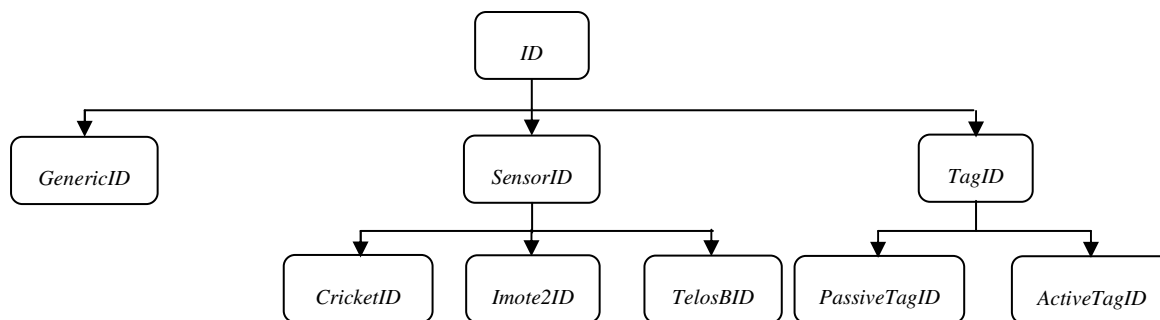 ID
GenericID
SensorID
TagID
CricketID
Imote2ID
TelosBID
PassiveTagID
ActiveTagID